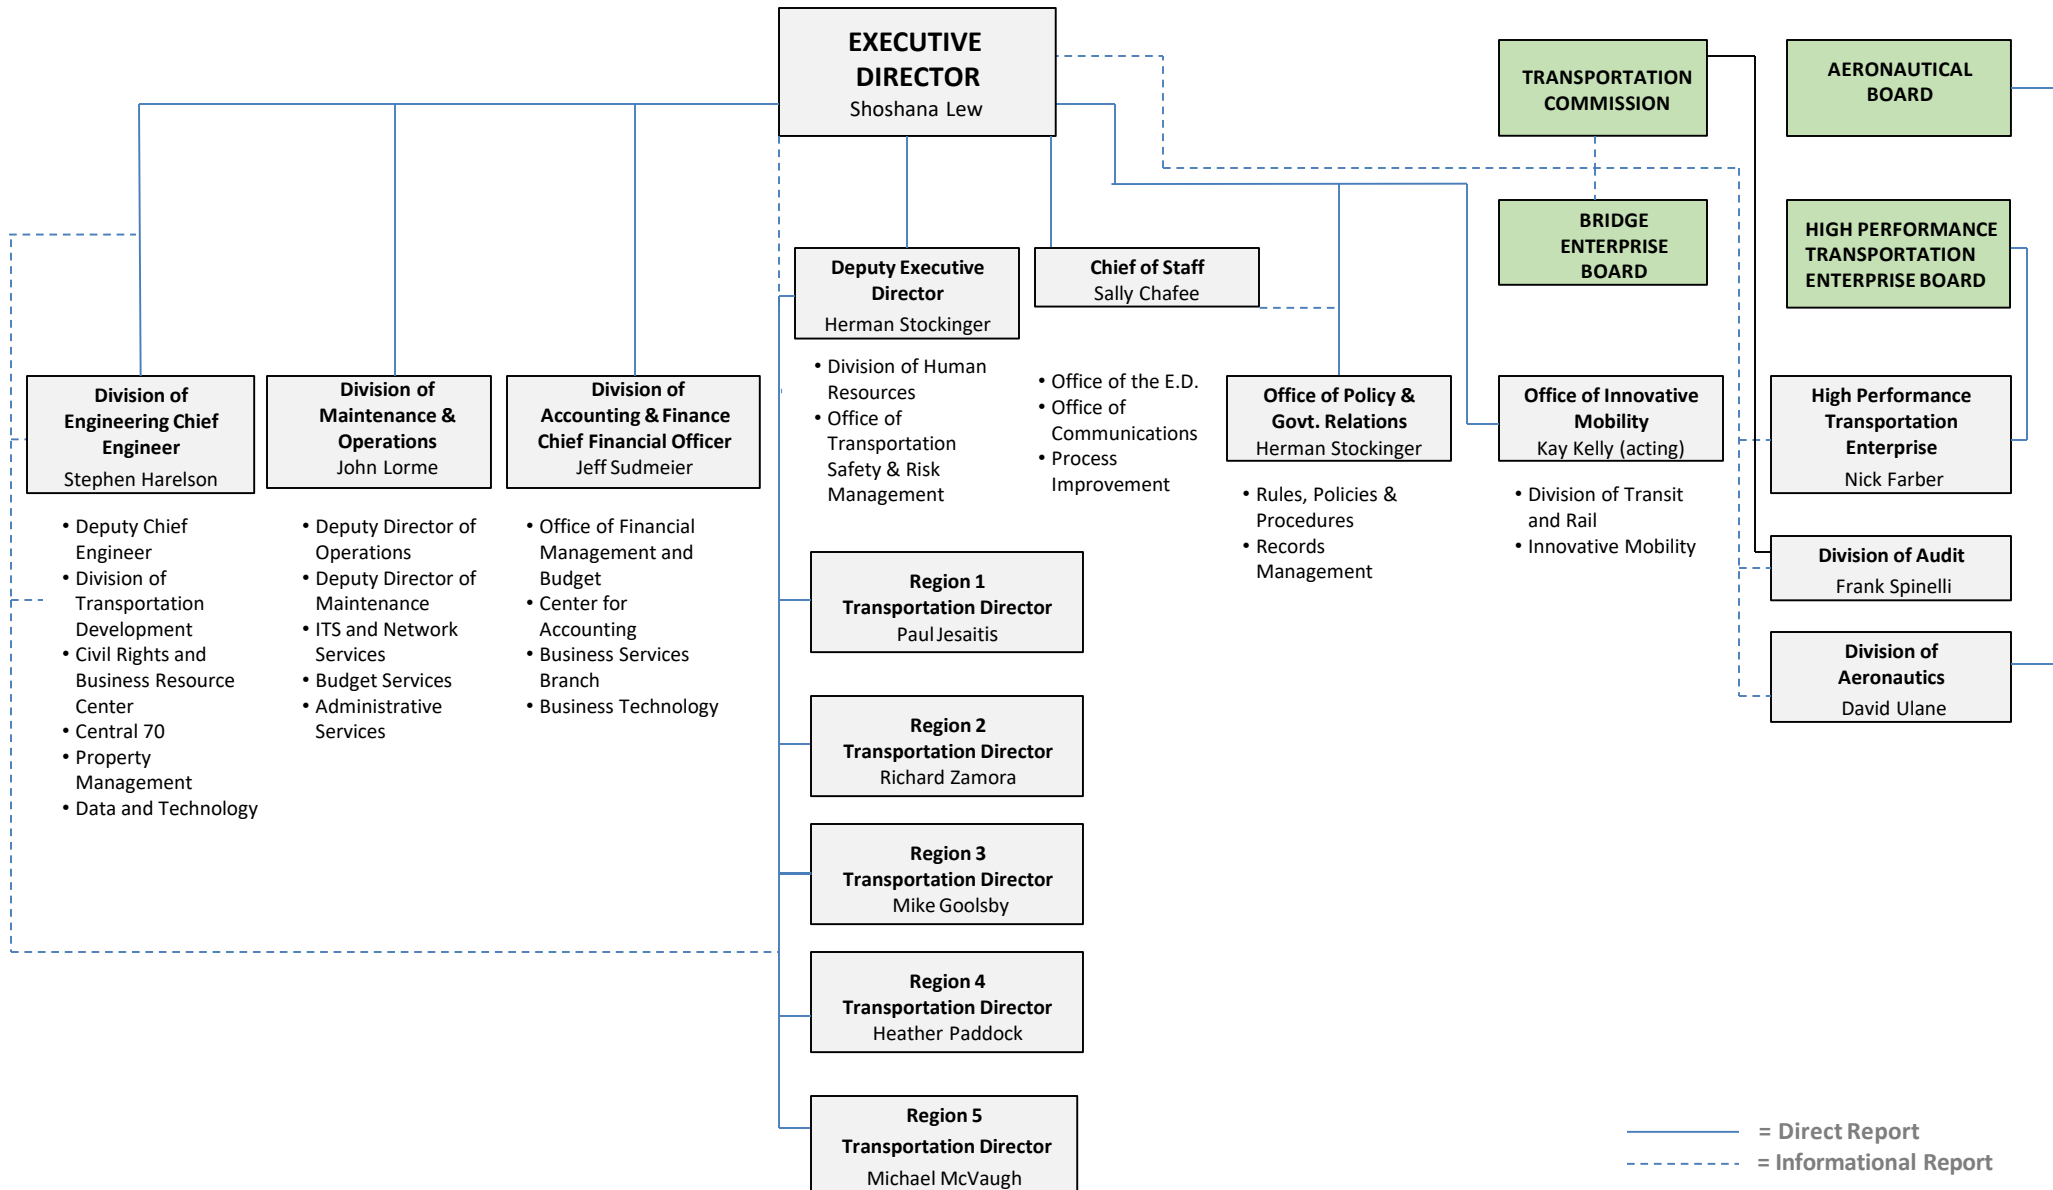 EXECUTIVE
DIRECTOR
Shoshana Lew
TRANSPORTATION
COMMISSION
AERONAUTICAL
BOARD
BRIDGE
ENTERPRISE
BOARD
HIGH PERFORMANCE
TRANSPORTATION
ENTERPRISE BOARD
Deputy Executive
Director
Herman Stockinger
• Division of Human
Resources
• Office of
Transportation
Safety & Risk
Management
Chief of Staff
Sally Chafee
• Office of the E.D.
• Office of
Communications
• Process
Improvement
Division of
Engineering Chief
Engineer
Stephen Harelson
• Deputy Chief
Engineer
• Division of
Transportation
Development
• Civil Rights and
Business Resource
Center
• Central 70
• Property
Management
• Data and Technology
Division of
Maintenance &
Operations
John Lorme
• Deputy Director of
Operations
• Deputy Director of
Maintenance
• ITS and Network
Services
• Budget Services
• Administrative
Services
Division of
Accounting & Finance
Chief Financial Officer
Jeff Sudmeier
• Office of Financial
Management and
Budget
• Center for
Accounting
• Business Services
Branch
• Business Technology
Office of Policy &
Govt. Relations
Herman Stockinger
• Rules, Policies &
Procedures
• Records
Management
Office of Innovative
Mobility
Kay Kelly (acting)
• Division of Transit
and Rail
• Innovative Mobility
High Performance
Transportation
Enterprise
Nick Farber
Division of Audit
Frank Spinelli
Division of
Aeronautics
David Ulane
Region 1
Transportation Director
Paul Jesaitis
Region 2
Transportation Director
Richard Zamora
Region 3
Transportation Director
Mike Goolsby
Region 4
Transportation Director
Heather Paddock
Region 5
Transportation Director
Michael McVaugh
= Direct Report
= Informational Report